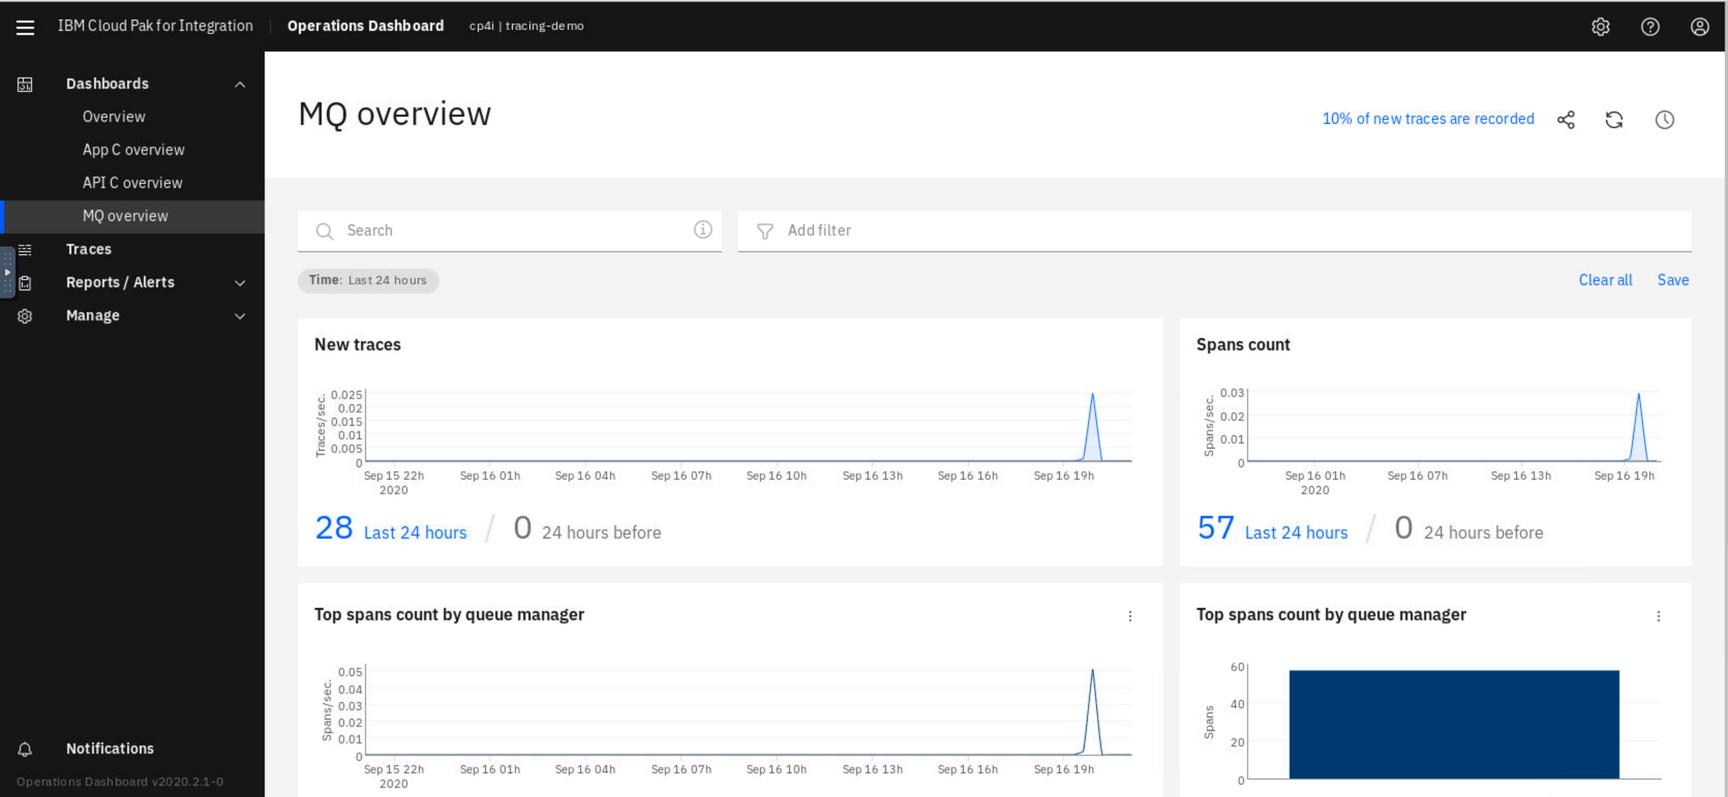 IBM Cloud Pak for Integration
Operations Dashboard
cp4i | tracing-demo
Dashboards
Overview
App C overview
API C overview
MQ overview
Traces
Reports / Alerts
Manage
Notifications
Operations Dashboard v2020.2.1-0
MQ overview
10% of new traces are recorded
Search
Add filter
Time: Last 24 hours
Clear all
Save
New traces
Traces/sec.
0.025
0.02
0.015
0.01
0.005
0
Sep 15 22h Sep 16 01h Sep 16 04h Sep 16 07h Sep 16 10h Sep 16 13h Sep 16 16h Sep 16 19h
2020
28 Last 24 hours / 0 24 hours before
Spans count
Spans/sec.
0.03
0.02
0.01
0
Sep 16 01h Sep 16 07h Sep 16 13h Sep 16 19h
2020
57 Last 24 hours / 0 24 hours before
Top spans count by queue manager
Spans/sec.
0.05
0.04
0.03
0.02
0.01
0
Sep 15 22h Sep 16 01h Sep 16 04h Sep 16 07h Sep 16 10h Sep 16 13h Sep 16 16h Sep 16 19h
2020
Top spans count by queue manager
Spans
60
40
20
0